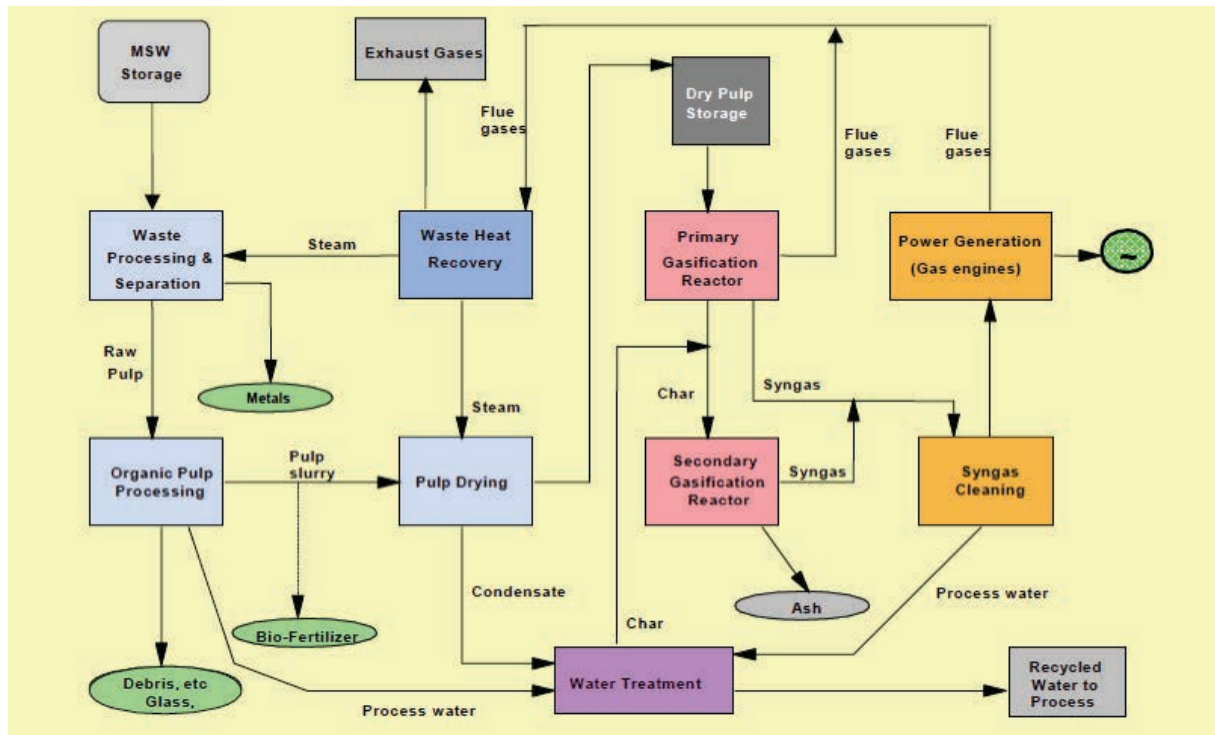 MSW
Storage
Exhaust Gases
Flue
gases
Dry Pulp
Storage
Flue
gases
Flue
gases
Waste
Processing &
Separation
Steam
Waste Heat
Recovery
Primary
Gasification
Reactor
Power Generation
(Gas engines)
~
Raw
Pulp
Metals
Steam
Char
Syngas
Organic Pulp
Processing
Pulp
slurry
Pulp Drying
Secondary
Gasification
Reactor
Syngas
Syngas
Cleaning
Condensate
Ash
Process water
Bio-Fertilizer
Char
Debris, etc
Glass,
Process water
Water Treatment
Recycled
Water to
Process